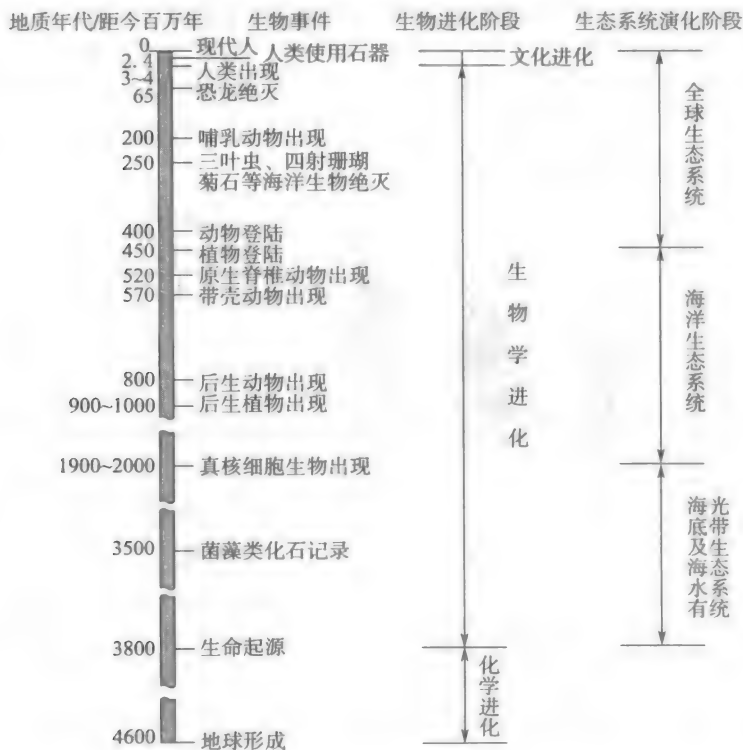 地质年代/距今百万年 生物事件 生物进化阶段 生态系统演化阶段
0 现代人
2.4 人类使用石器 文化进化
3~4 人类出现
65 恐龙绝灭
全球生态系统
200 哺乳动物出现
250 三叶虫、四射珊瑚
菊石等海洋生物绝灭
400 动物登陆
450 植物登陆
520 原生脊椎动物出现
570 带壳动物出现
生物学进化
海洋生态系统
800 后生动物出现
900~1000 后生植物出现
1900~2000 真核细胞生物出现
3500 菌藻类化石记录
海底及海水有
光带生态系统
3800 生命起源
化学进化
4600 地球形成